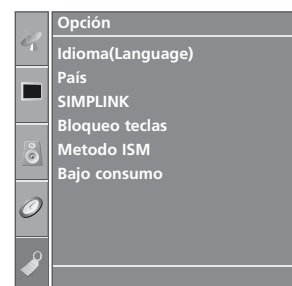 Opción
Idioma(Language)
País
SIMPLINK
Bloqueo teclas
Metodo ISM
Bajo consumo